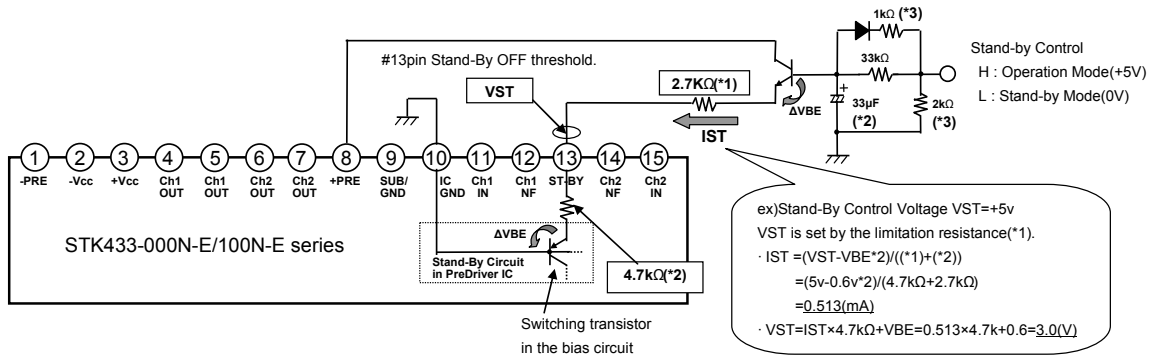 1kΩ (*3)
#13pin Stand-By OFF threshold.
33kΩ
Stand-by Control
H : Operation Mode(+5V)
L : Stand-by Mode(0V)
VST
2.7KΩ(*1)
ΔVBE
33μF
(*2)
2kΩ
(*3)
IST
1 2 3 4 5 6 7 8 9 10 11 12 13 14 15
-PRE -Vcc +Vcc Ch1 OUT Ch1 OUT Ch2 OUT Ch2 OUT +PRE SUB/ GND IC GND Ch1 IN Ch1 NF ST-BY Ch2 NF Ch2 IN
STK433-000N-E/100N-E series
ΔVBE
Stand-By Circuit
in PreDriver IC
4.7kΩ(*2)
Switching transistor
in the bias circuit
ex)Stand-By Control Voltage VST=+5v
VST is set by the limitation resistance(*1).
· IST =(VST-VBE*2)/((*1)+(*2))
=(5v-0.6v*2)/(4.7kΩ+2.7kΩ)
=0.513(mA)
· VST=IST×4.7kΩ+VBE=0.513×4.7k+0.6=3.0(V)